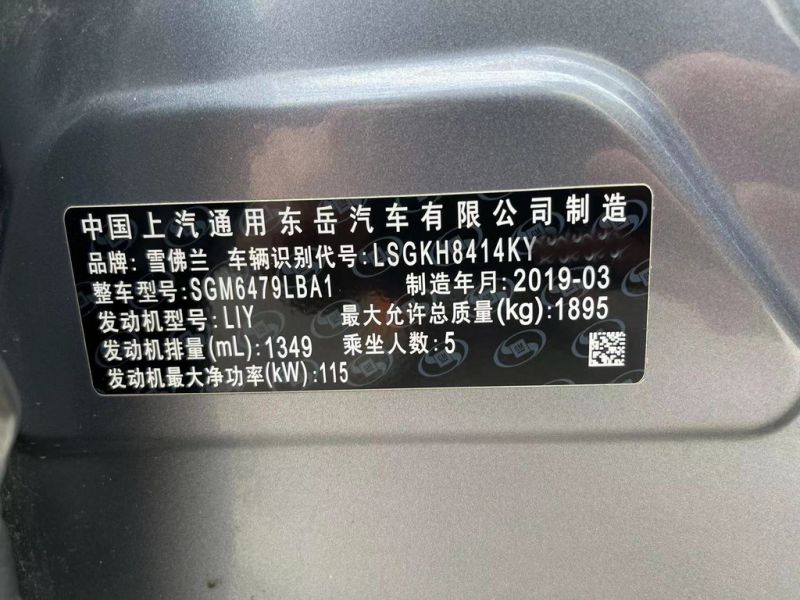 中国上汽通用东岳汽车有限公司制造
品牌: 雪佛兰 车辆识别代号: LSGKH8414KY
整车型号:SGM6479LBA1 制造年月: 2019-03
发动机型号: LIY 最大允许总质量(kg):1895
发动机排量(mL):1349 乘坐人数: 5
发动机最大净功率(kW):115